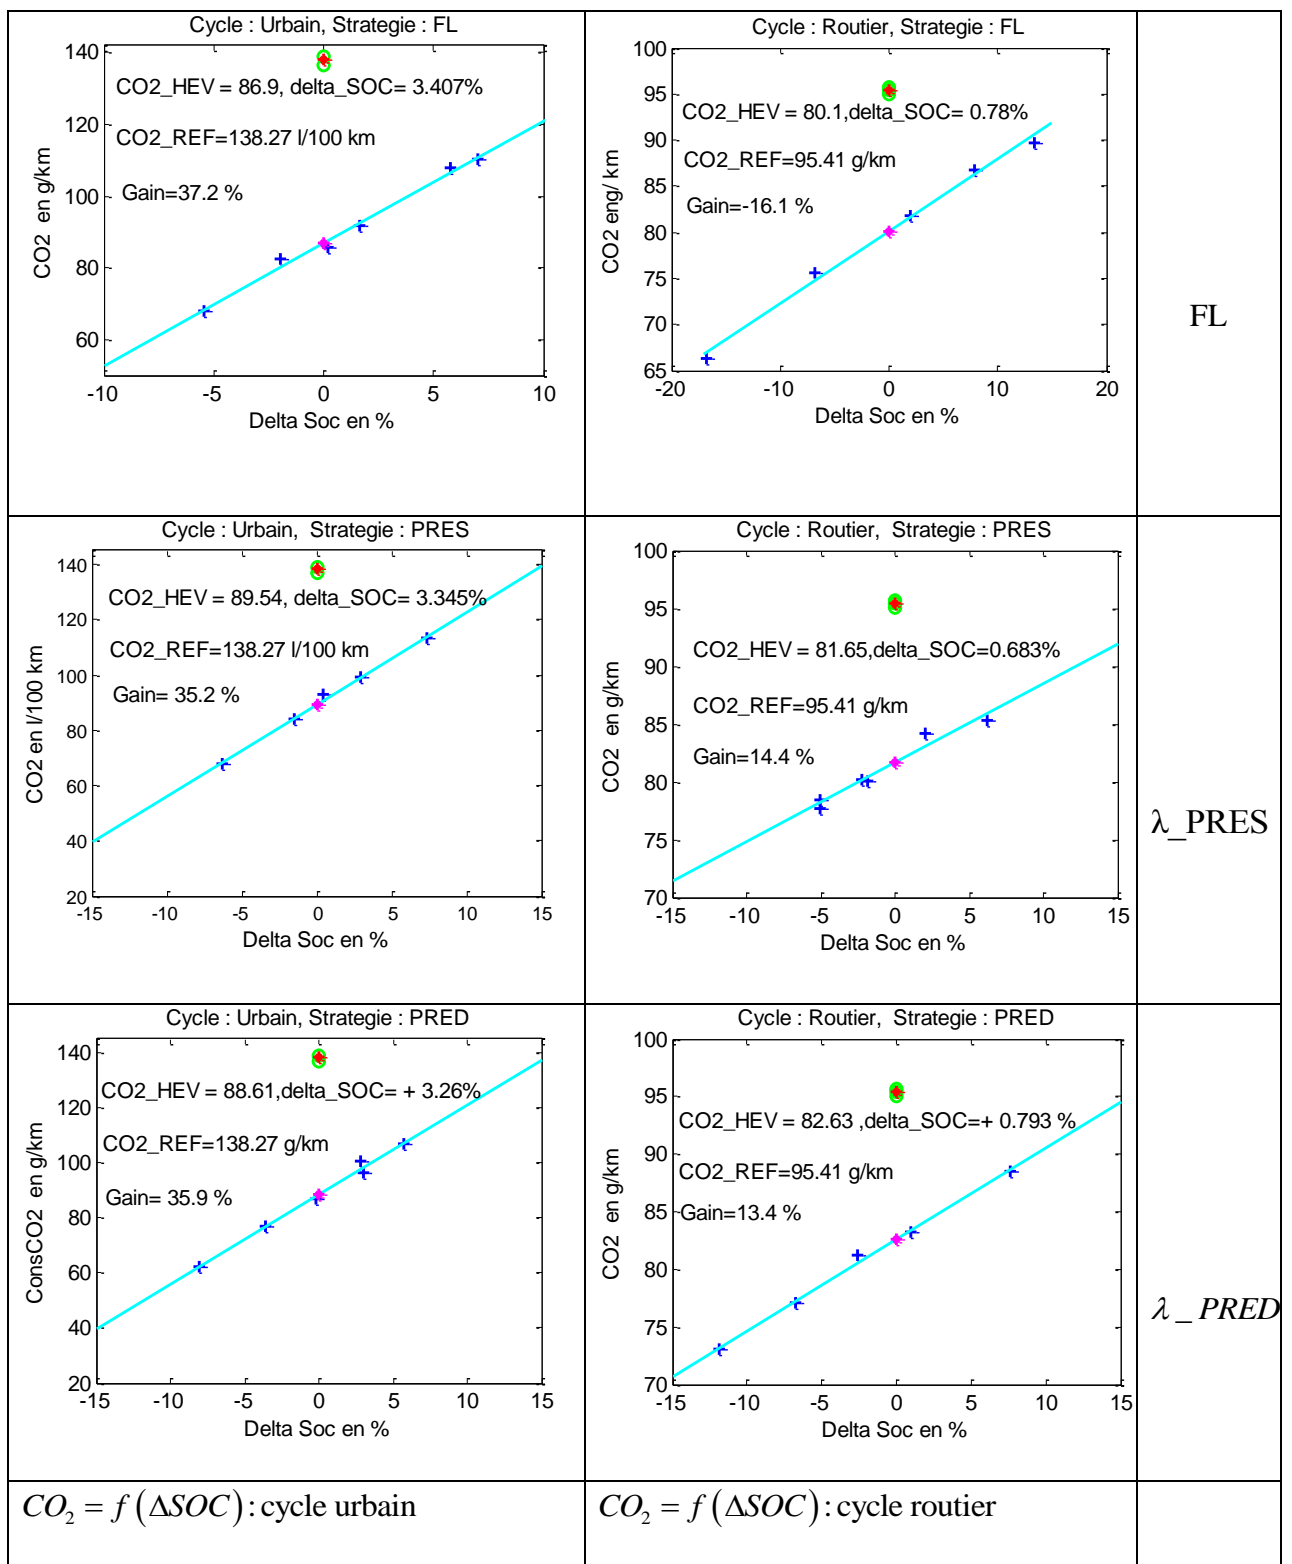 Cycle : Urbain, Strategie : FL
140
120
100
80
60
CO2 en g/km
CO2_HEV = 86.9, delta_SOC= 3.407%
CO2_REF=138.27 l/100 km
Gain=37.2 %
-10 -5 0 5 10
Delta Soc en %
Cycle : Routier, Strategie : FL
100
95
90
85
80
75
70
65
CO2 eng/ km
CO2_HEV = 80.1,delta_SOC= 0.78%
CO2_REF=95.41 g/km
Gain=-16.1 %
-20 -10 0 10 20
Delta Soc en %
FL
Cycle : Urbain, Strategie : PRES
140
120
100
80
60
40
20
CO2 en l/100 km
CO2_HEV = 89.54, delta_SOC= 3.345%
CO2_REF=138.27 l/100 km
Gain= 35.2 %
-15 -10 -5 0 5 10 15
Delta Soc en %
Cycle : Routier, Strategie : PRES
100
95
90
85
80
75
70
CO2 en g/km
CO2_HEV = 81.65,delta_SOC=0.683%
CO2_REF=95.41 g/km
Gain=14.4 %
-15 -10 -5 0 5 10 15
Delta Soc en %
λ_PRES
Cycle : Urbain, Strategie : PRED
140
120
100
80
60
40
20
ConsCO2 en g/km
CO2_HEV = 88.61,delta_SOC= + 3.26%
CO2_REF=138.27 g/km
Gain= 35.9 %
-15 -10 -5 0 5 10 15
Delta Soc en %
Cycle : Routier, Strategie : PRED
100
95
90
85
80
75
70
CO2 en g/km
CO2_HEV = 82.63 ,delta_SOC=+ 0.793 %
CO2_REF=95.41 g/km
Gain=13.4 %
-15 -10 -5 0 5 10 15
Delta Soc en %
λ _ PRED
CO₂ = f (ΔSOC) : cycle urbain
CO₂ = f (ΔSOC) : cycle routier